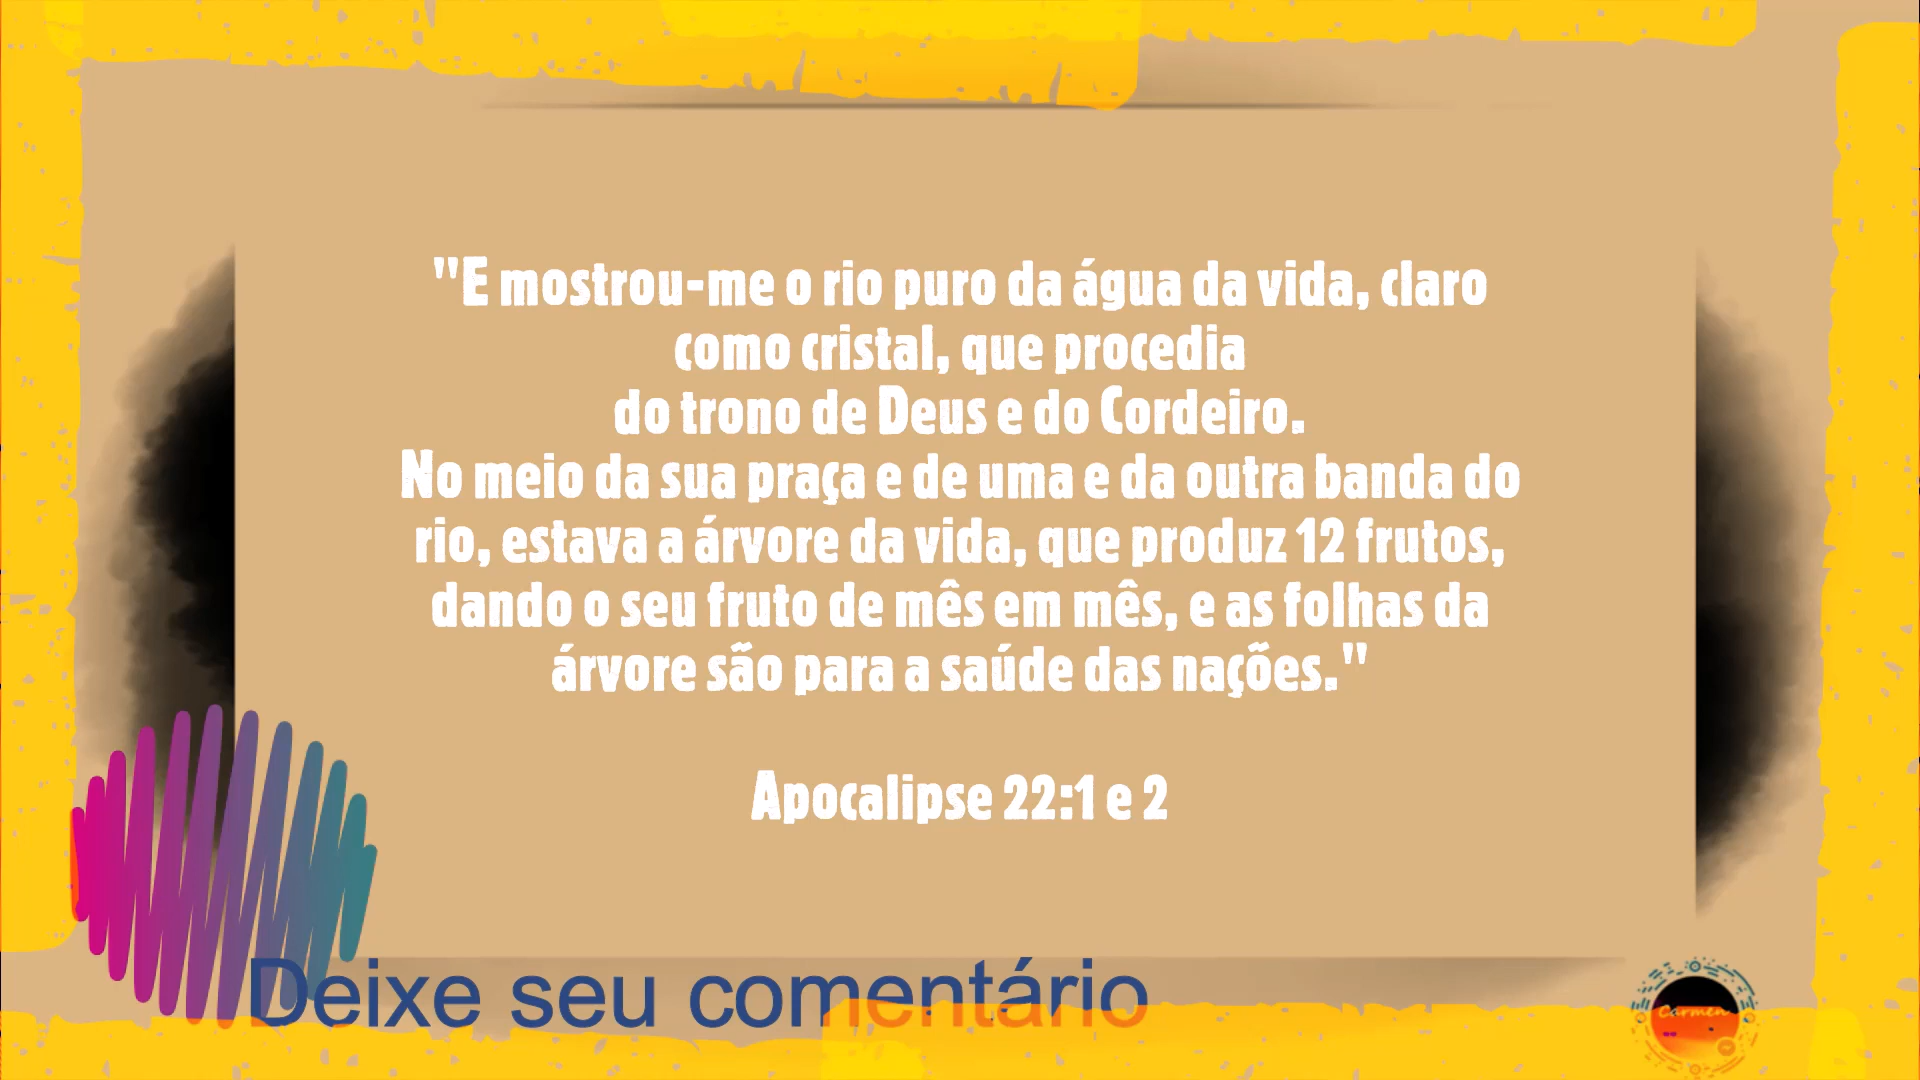 "E mostrou-me o rio puro da água da vida, claro
como cristal, que procedia
do trono de Deus e do Cordeiro.
No meio da sua praça e de uma e da outra banda do
rio, estava a árvore da vida, que produz 12 frutos,
dando o seu fruto de mês em mês, e as folhas da
árvore são para a saúde das nações."
Apocalipse 22:1 e 2
Deixe seu comentário
Carmen